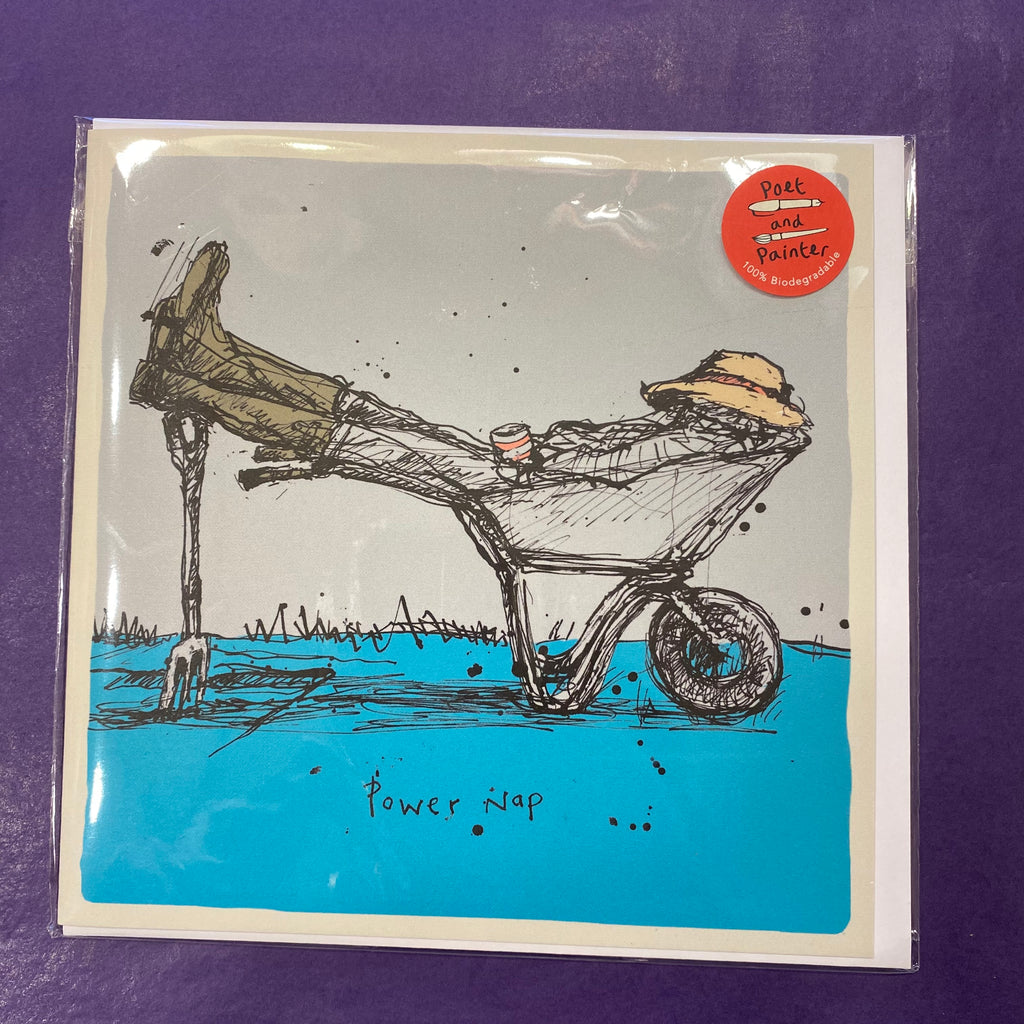 Poet
and
Painter
100% Biodegradable
Power Nap